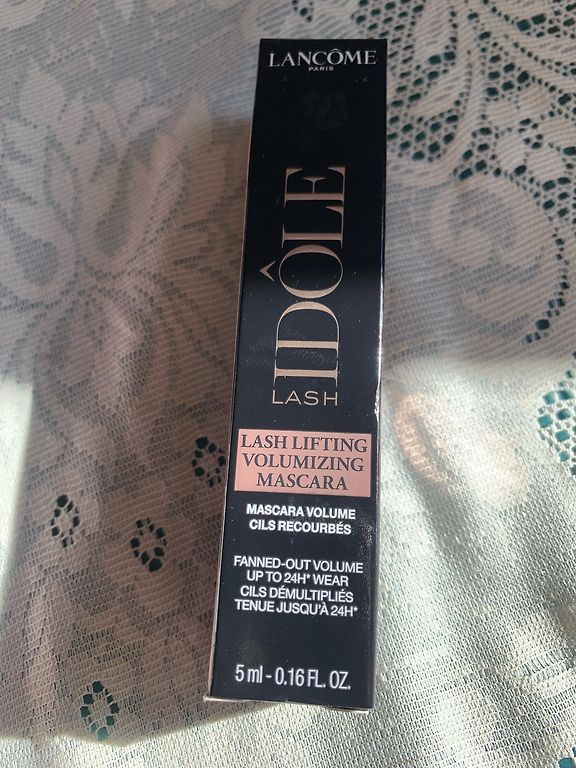 LANCÔME
PARIS
IDÔLE
LASH
LASH LIFTING
VOLUMIZING
MASCARA
MASCARA VOLUME
CILS RECOURBÉS
FANNED-OUT VOLUME
UP TO 24H* WEAR
CILS DÉMULTIPLIÉS
TENUE JUSQU'À 24H*
5 ml - 0.16 FL. OZ.